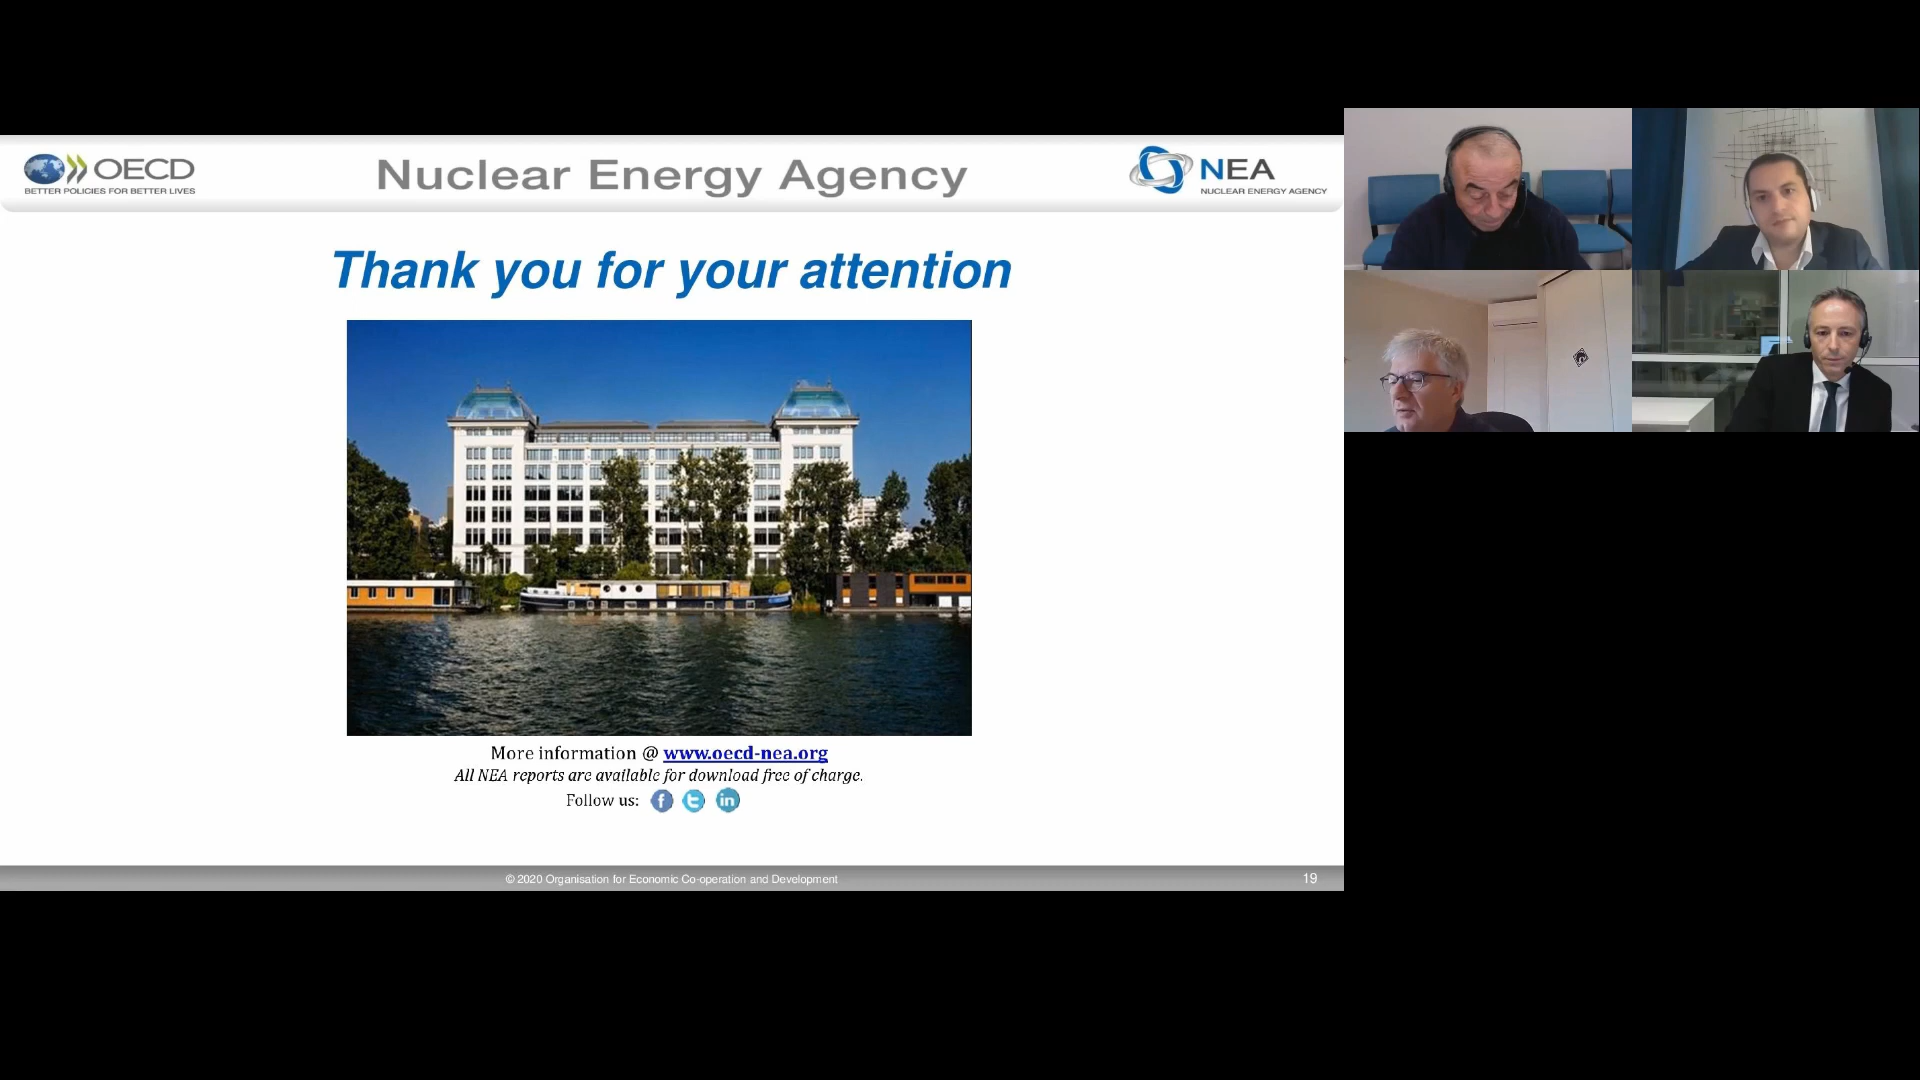 OECD
BETTER POLICIES FOR BETTER LIVES
Nuclear Energy Agency
NEA
NUCLEAR ENERGY AGENCY
Thank you for your attention
More information @ www.oecd-nea.org
All NEA reports are available for download free of charge.
Follow us: f t in
© 2020 Organisation for Economic Co-operation and Development
19